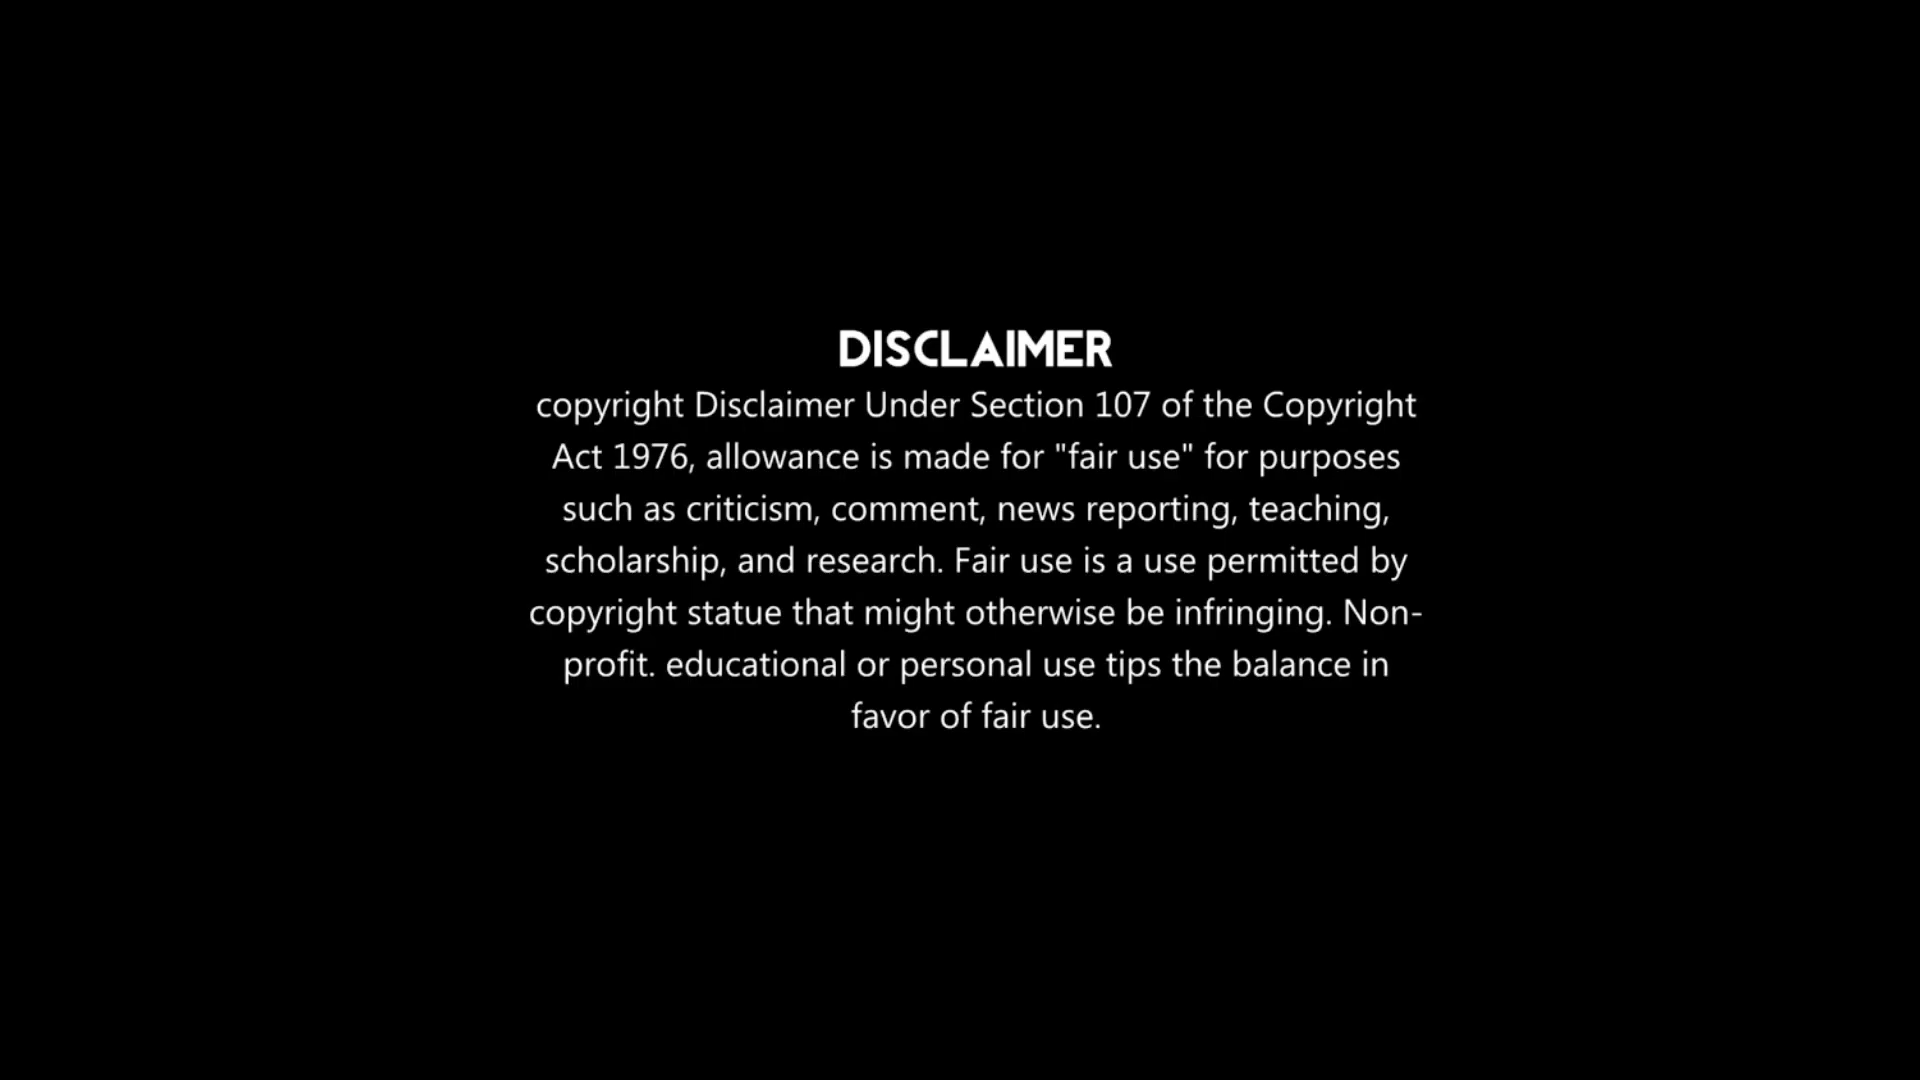 DISCLAIMER
copyright Disclaimer Under Section 107 of the Copyright
Act 1976, allowance is made for "fair use" for purposes
such as criticism, comment, news reporting, teaching,
scholarship, and research. Fair use is a use permitted by
copyright statue that might otherwise be infringing. Non-
profit. educational or personal use tips the balance in
favor of fair use.